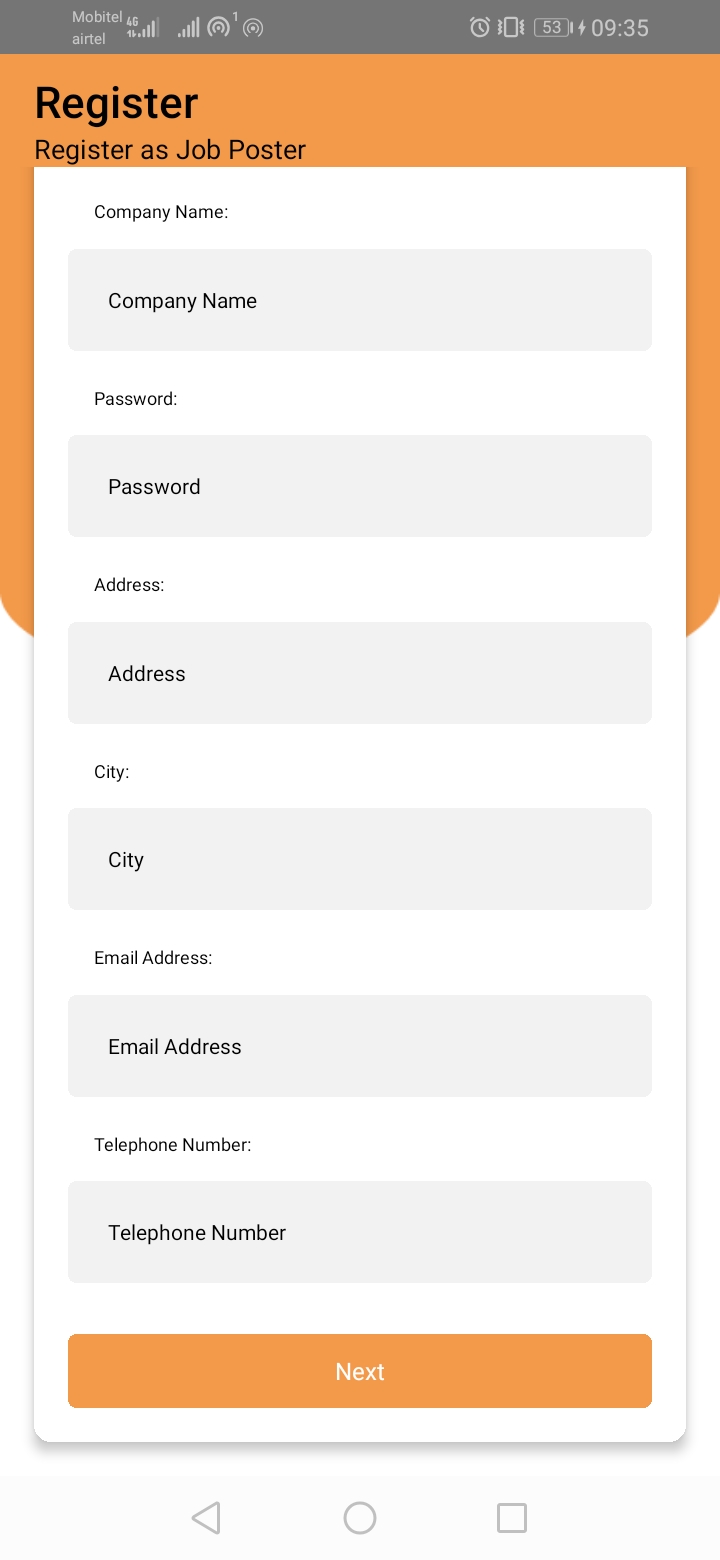 Mobitel 4G 1 53 09:35
airtel
Register
Register as Job Poster
Company Name:
Company Name
Password:
Password
Address:
Address
City:
City
Email Address:
Email Address
Telephone Number:
Telephone Number
Next